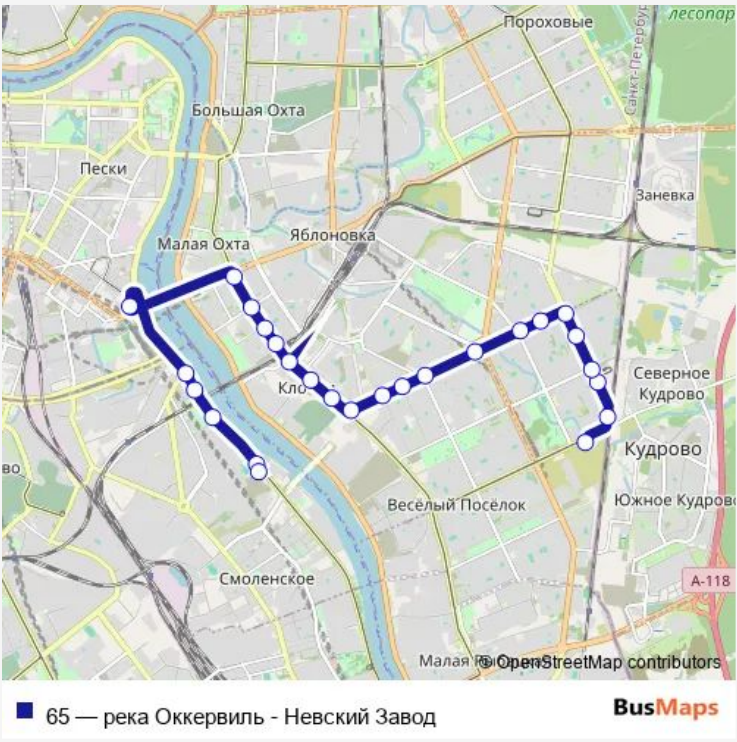 Пороховые
лесопар
Санкт-Петербур
Большая Охта
Пески
Заневка
Малая Охта
Яблоновка
Северное
Кудрово
Кло
во
Кудрово
Весёлый Посёлок
Южное Кудрово
Смоленское
А-118
Малая
© OpenStreetMap contributors
65 — река Оккервиль - Невский Завод
BusMaps